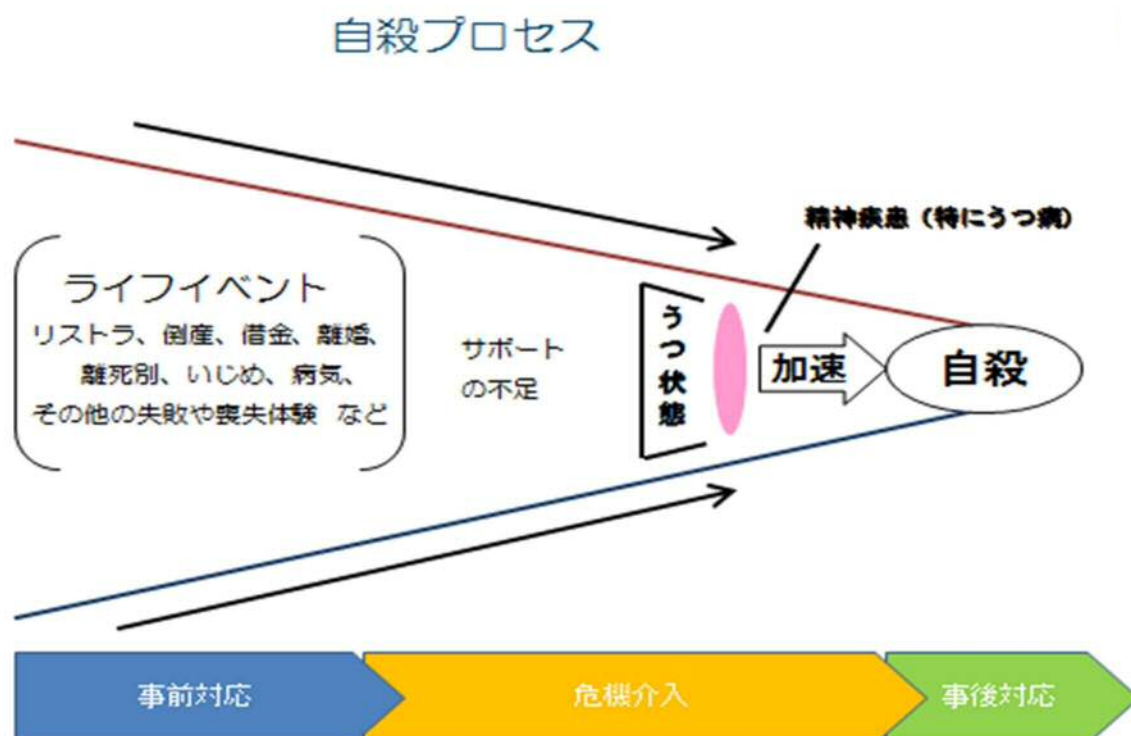 自殺プロセス
精神疾患（特にうつ病）
ライフイベント
リストラ、倒産、借金、離婚、
離死別、いじめ、病気、
その他の失敗や喪失体験 など
サポート
の不足
うつ状態
加速
自殺
事前対応
危機介入
事後対応